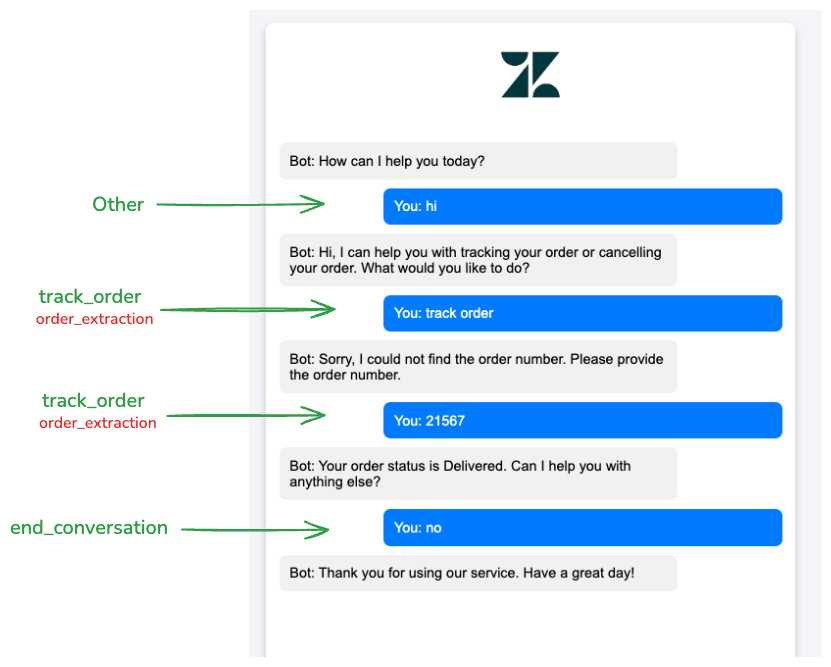 Bot: How can I help you today?
Other
You: hi
Bot: Hi, I can help you with tracking your order or cancelling
your order. What would you like to do?
track_order
order_extraction
You: track order
Bot: Sorry, I could not find the order number. Please provide
the order number.
track_order
order_extraction
You: 21567
Bot: Your order status is Delivered. Can I help you with
anything else?
end_conversation
You: no
Bot: Thank you for using our service. Have a great day!